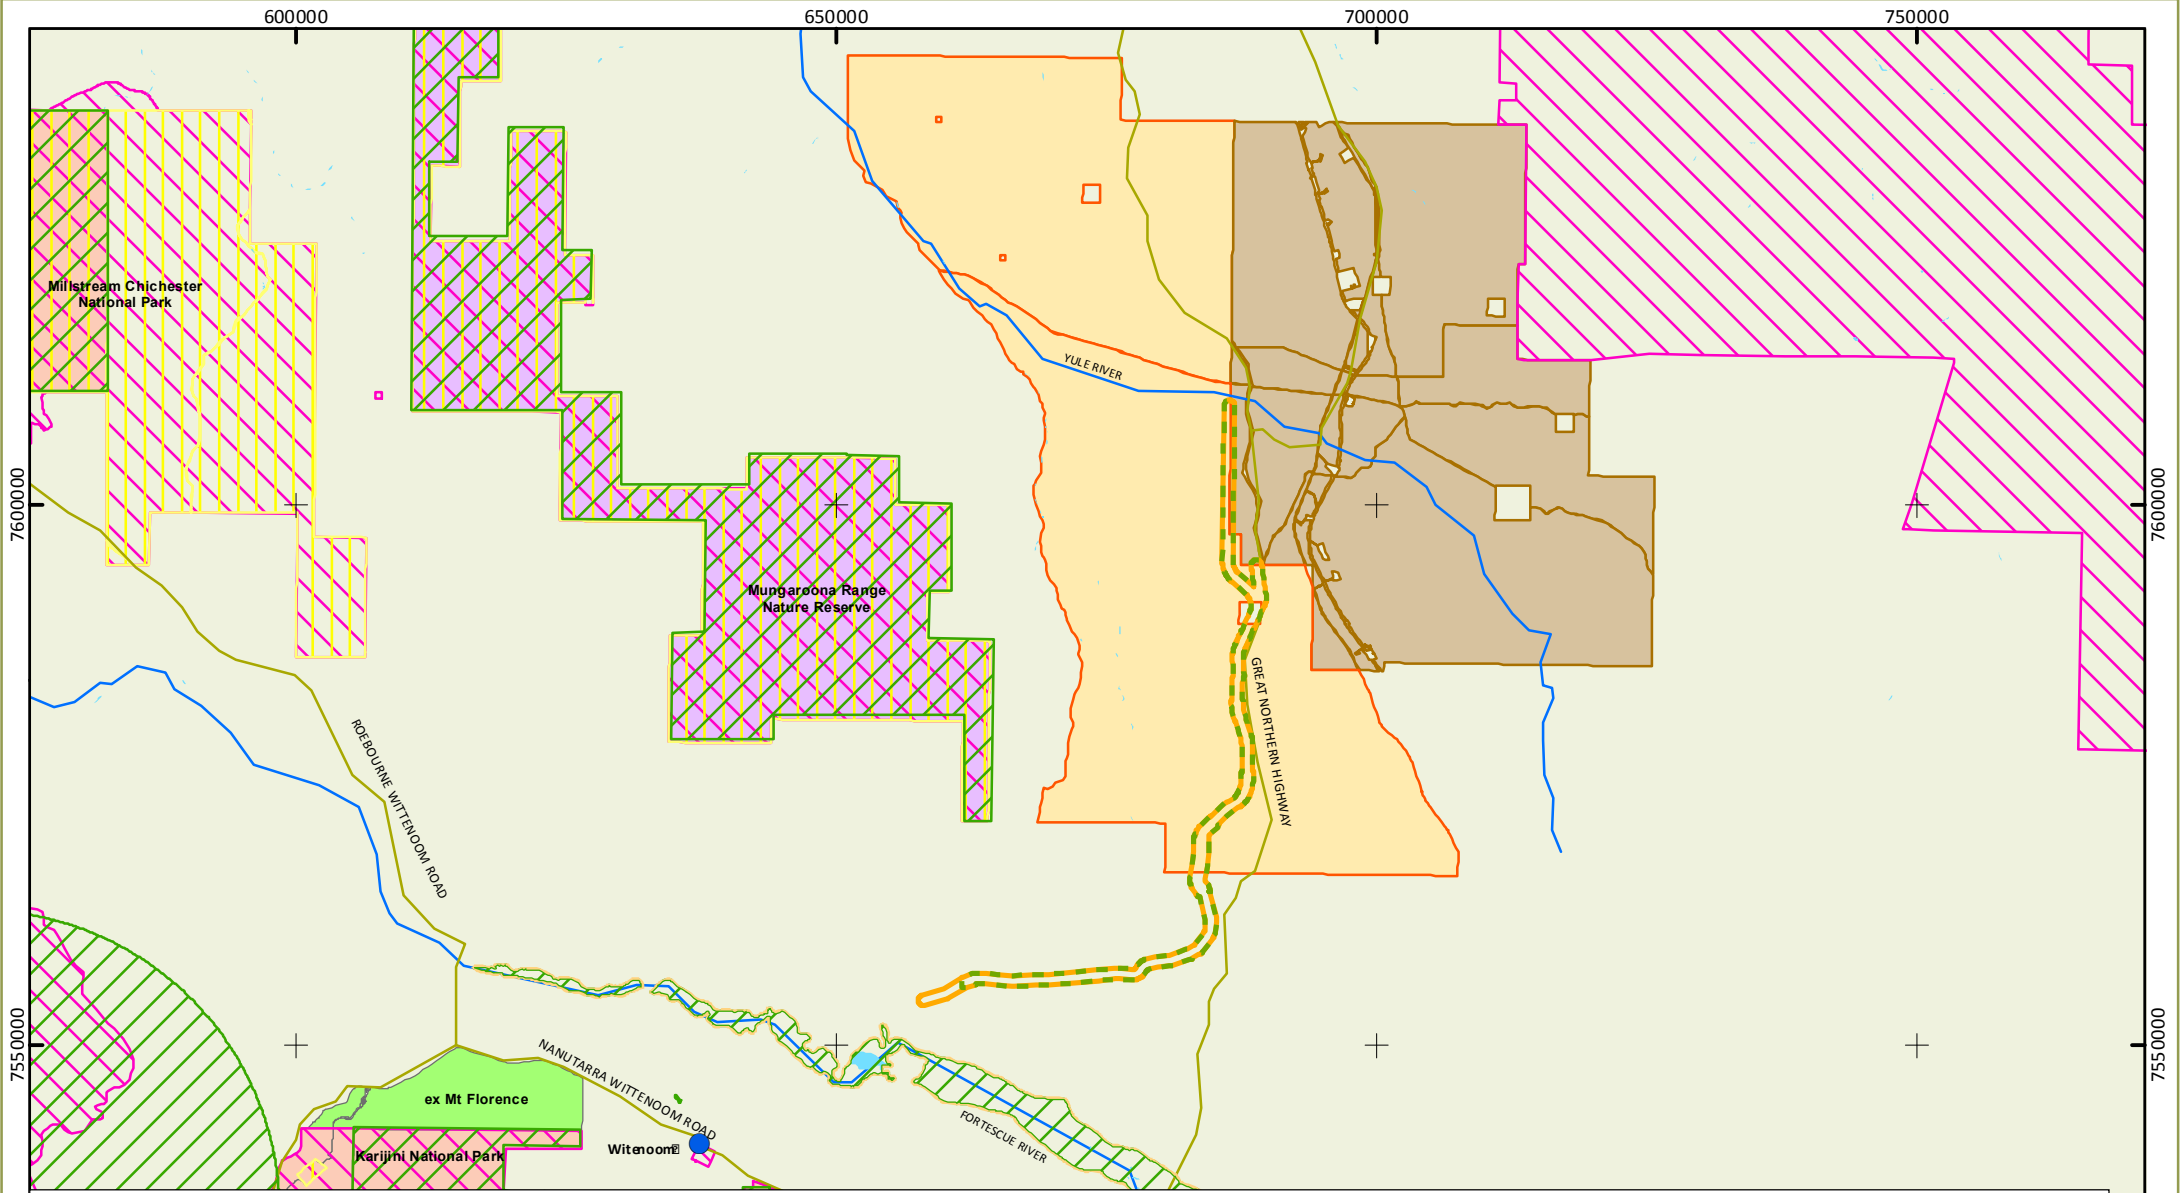 600000
650000
700000
750000
Millstream Chichester
National Park
YULE RIVER
7600000
7600000
Mungaroona Range
Nature Reserve
GREAT NORTHERN HIGHWAY
ROEBOURNE WITTENOOM ROAD
7550000
7550000
NANUTARRA WITTENOOM ROAD
ex Mt Florence
FORTESCUE RIVER
Witenoom
Karijini National Park